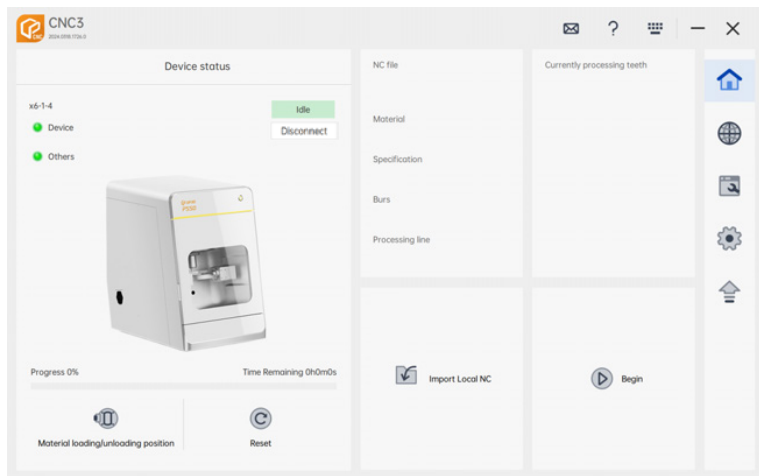 CNC3
Device status
x6-1-4
Idle
Device
Disconnect
Others
Progress 0%
Time Remaining 0h0m0s
Material loading/unloading position
Reset
NC file
Material
Specification
Burs
Processing line
Currently processing teeth
Import Local NC
Begin